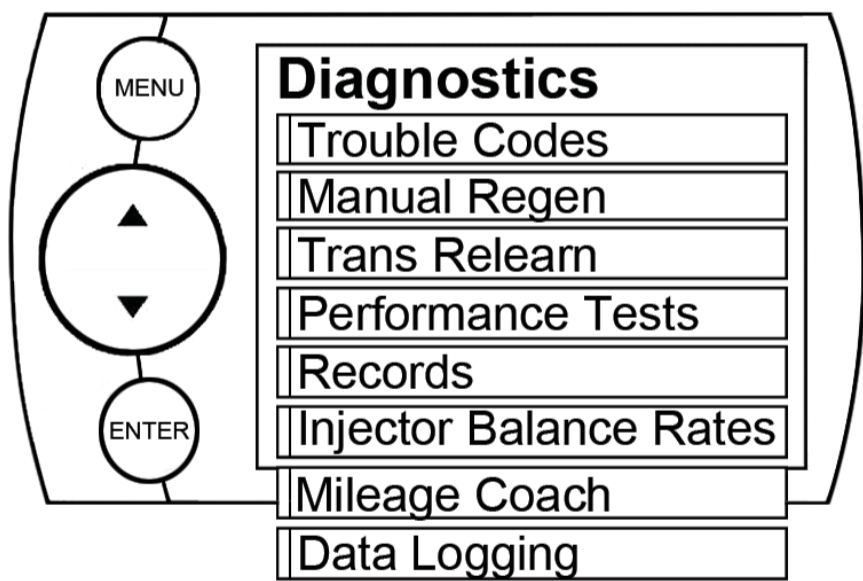 MENU
ENTER
Diagnostics
Trouble Codes
Manual Regen
Trans Relearn
Performance Tests
Records
Injector Balance Rates
Mileage Coach
Data Logging